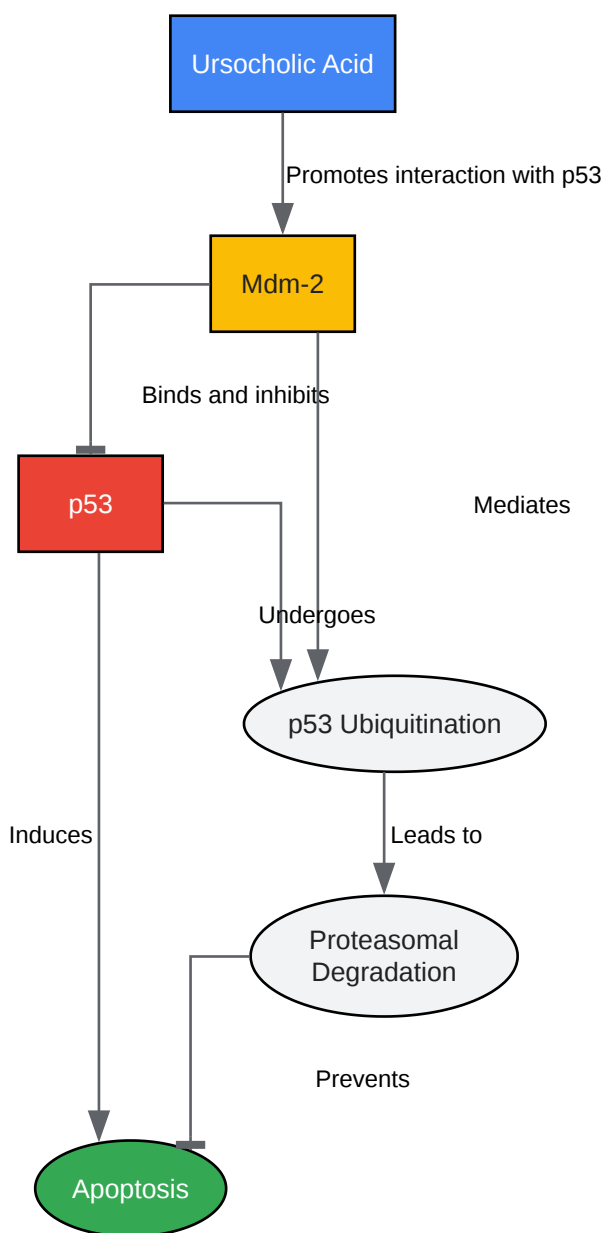 Ursocholic Acid
Promotes interaction with p53
Mdm-2
Binds and inhibits
p53
Mediates
Undergoes
p53 Ubiquitination
Induces
Leads to
Proteasomal
Degradation
Prevents
Apoptosis